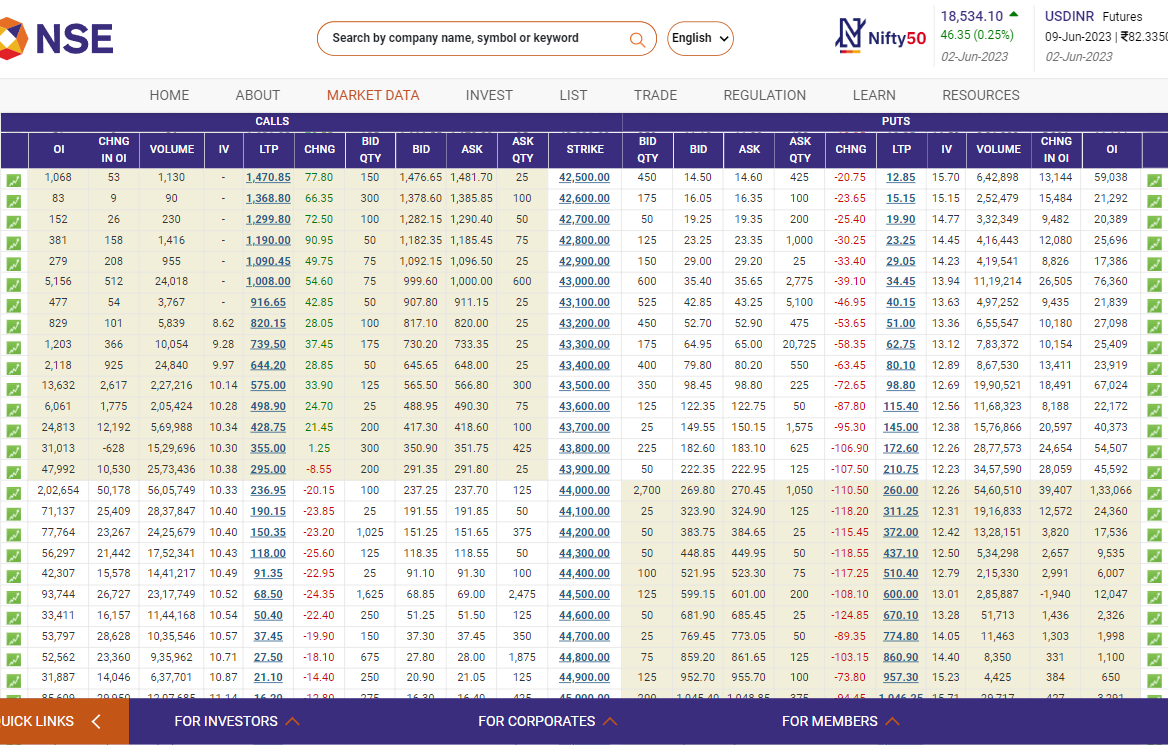 NSE
Search by company name, symbol or keyword
English
Nifty50
18,534.10
46.35 (0.25%)
02-Jun-2023
USDINR Futures
09-Jun-2023 | ₹82.3350
02-Jun-2023
HOME ABOUT MARKET DATA INVEST LIST TRADE REGULATION LEARN RESOURCES
CALLS PUTS
OI CHNG IN OI VOLUME IV LTP CHNG BID QTY BID ASK ASK QTY STRIKE BID QTY BID ASK ASK QTY CHNG LTP IV VOLUME CHNG IN OI OI
1,068 53 1,130 - 1,470.85 77.80 150 1,476.65 1,481.70 25 42,500.00 450 14.50 14.60 425 -20.75 12.85 15.70 6,42,898 13,144 59,038
83 9 90 - 1,368.80 66.35 300 1,378.60 1,385.85 100 42,600.00 175 16.05 16.35 100 -23.65 15.15 15.15 2,52,479 15,484 21,292
152 26 230 - 1,299.80 72.50 100 1,282.15 1,290.40 50 42,700.00 50 19.25 19.35 200 -25.40 19.90 14.77 3,32,349 9,482 20,389
381 158 1,416 - 1,190.00 90.95 50 1,182.35 1,185.45 75 42,800.00 125 23.25 23.35 1,000 -30.25 23.25 14.45 4,16,443 12,080 25,696
279 208 955 - 1,090.45 49.75 75 1,092.15 1,096.50 25 42,900.00 150 29.00 29.20 25 -33.40 29.05 14.23 4,19,541 8,826 17,386
5,156 512 24,018 - 1,008.00 54.60 75 999.60 1,000.00 600 43,000.00 600 35.40 35.65 2,775 -39.10 34.45 13.94 11,19,214 26,505 76,360
477 54 3,767 - 916.65 42.85 50 907.80 911.15 25 43,100.00 525 42.85 43.25 5,100 -46.95 40.15 13.63 4,97,252 9,435 21,839
829 101 5,839 8.62 820.15 28.05 100 817.10 820.00 25 43,200.00 450 52.70 52.90 475 -53.65 51.00 13.36 6,55,547 10,180 27,098
1,203 366 10,054 9.28 739.50 37.45 175 730.20 733.35 25 43,300.00 175 64.95 65.00 20,725 -58.35 62.75 13.12 7,83,372 10,154 25,409
2,118 925 24,840 9.97 644.20 28.85 25 645.65 648.00 25 43,400.00 400 79.80 80.20 550 -63.45 80.10 12.89 8,67,530 13,411 23,919
13,632 2,617 2,27,216 10.14 575.00 33.90 125 565.50 566.80 300 43,500.00 350 98.45 98.80 225 -72.65 98.80 12.69 19,90,521 18,491 67,024
6,061 1,775 2,05,424 10.28 498.90 24.70 25 488.95 490.30 75 43,600.00 125 122.35 122.75 50 -87.80 115.40 12.56 11,68,323 8,188 22,172
24,813 12,192 5,69,988 10.34 428.75 21.45 200 417.30 418.60 100 43,700.00 25 149.55 150.15 1,575 -95.30 145.00 12.38 15,76,866 20,597 40,373
31,013 -628 15,29,696 10.30 355.00 1.25 300 350.90 351.75 425 43,800.00 225 182.60 183.10 625 -106.90 172.60 12.26 28,77,573 24,654 54,507
47,992 10,530 25,73,436 10.38 295.00 -8.55 200 291.35 291.80 25 43,900.00 50 222.35 222.95 125 -107.50 210.75 12.23 34,57,590 28,059 45,592
2,02,654 50,178 56,05,749 10.33 236.95 -20.15 100 237.25 237.70 125 44,000.00 2,700 269.80 270.45 1,050 -110.50 260.00 12.26 54,60,510 39,407 1,33,066
71,137 25,409 28,37,847 10.40 190.15 -23.85 25 191.55 191.85 50 44,100.00 25 323.90 324.90 125 -118.20 311.25 12.31 19,16,833 12,572 24,360
77,764 23,267 24,25,679 10.40 150.35 -23.20 1,025 151.25 151.65 375 44,200.00 50 383.75 384.65 25 -115.45 372.00 12.42 13,28,151 3,820 17,536
56,297 21,442 17,52,341 10.43 118.00 -25.60 125 118.35 118.55 50 44,300.00 50 448.85 449.95 50 -118.55 437.10 12.50 5,34,298 2,657 9,535
42,307 15,578 14,41,217 10.49 91.35 -22.95 25 91.10 91.30 100 44,400.00 100 521.95 523.30 75 -117.25 510.40 12.79 2,15,330 2,991 6,007
93,744 26,727 23,17,749 10.52 68.50 -24.35 1,625 68.85 69.00 2,475 44,500.00 125 599.15 601.00 200 -108.10 600.00 13.01 2,85,887 -1,940 12,047
33,411 16,157 11,44,168 10.54 50.40 -22.40 250 51.25 51.50 125 44,600.00 50 681.90 685.45 25 -124.85 670.10 13.28 51,713 1,436 2,326
53,797 28,628 10,35,546 10.57 37.45 -19.90 150 37.30 37.45 350 44,700.00 25 769.45 773.05 50 -89.35 774.80 14.05 11,463 1,303 1,998
52,562 23,360 9,35,962 10.71 27.50 -18.10 675 27.80 28.00 1,875 44,800.00 75 859.20 861.65 125 -103.15 860.90 14.40 8,350 331 1,100
31,887 14,046 6,37,701 10.87 21.10 -14.40 250 20.90 21.05 125 44,900.00 125 952.70 955.70 100 -73.80 957.30 15.23 4,425 384 650
UICK LINKS FOR INVESTORS FOR CORPORATES FOR MEMBERS